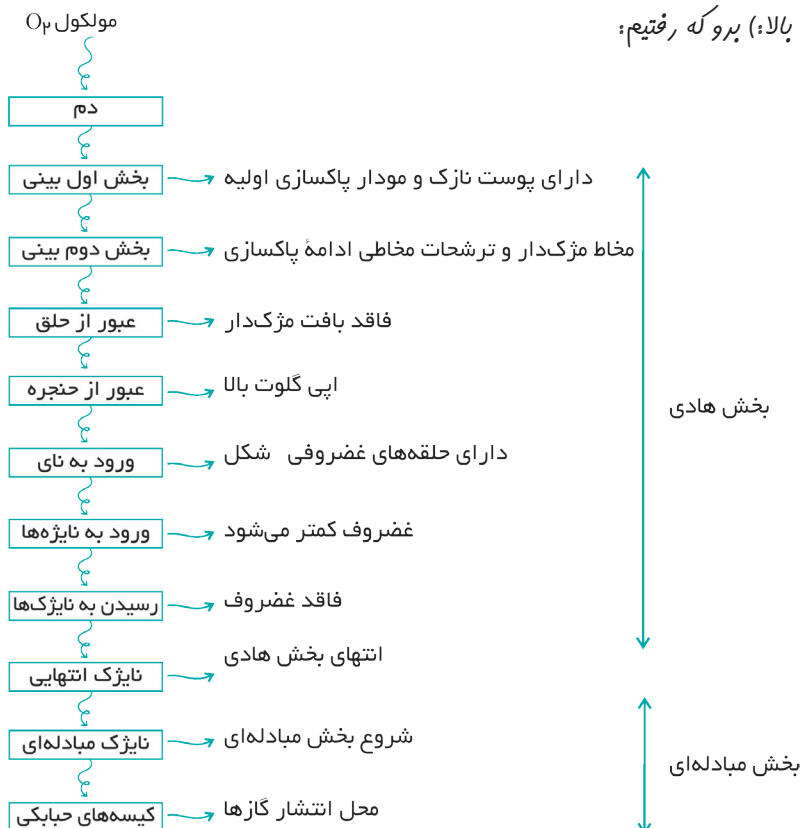 بالا:) برو که رفتیم:
مولکول O₂
دم
بخش اول بینی
دارای پوست نازک و مودار پاکسازی اولیه
بخش دوم بینی
مخاط مژک‌دار و ترشحات مخاطی ادامهٔ پاکسازی
عبور از حلق
فاقد بافت مژک‌دار
عبور از حنجره
اپی گلوت بالا
ورود به نای
دارای حلقه‌های غضروفی شکل
ورود به نایژه‌ها
غضروف کمتر می‌شود
رسیدن به نایژک‌ها
فاقد غضروف
نایژک انتهایی
انتهای بخش هادی
بخش هادی
نایژک مبادله‌ای
شروع بخش مبادله‌ای
کیسه‌های حبابکی
محل انتشار گازها
بخش مبادله‌ای